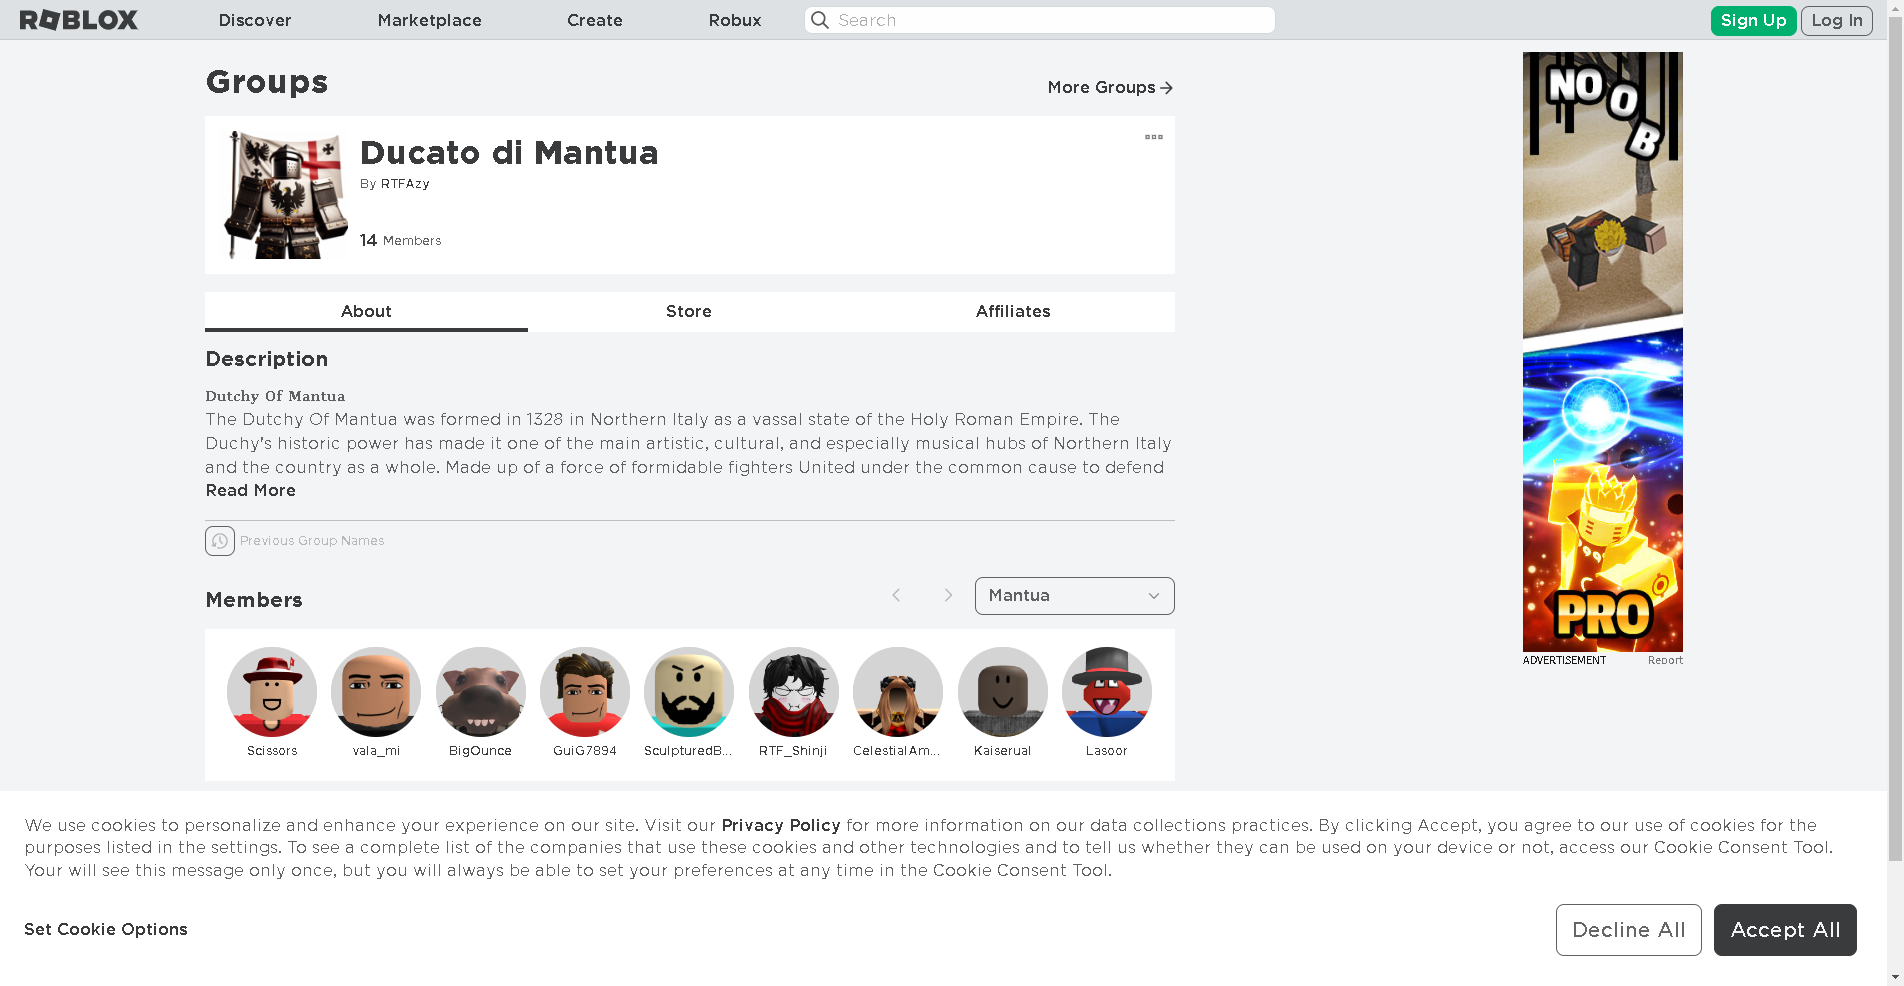 ROBLOX
Discover
Marketplace
Create
Robux
Search
Sign Up
Log In
Groups
More Groups
Ducato di Mantua
By RTFAzy
14 Members
About
Store
Affiliates
Description
Dutchy Of Mantua
The Dutchy Of Mantua was formed in 1328 in Northern Italy as a vassal state of the Holy Roman Empire. The
Duchy's historic power has made it one of the main artistic, cultural, and especially musical hubs of Northern Italy
and the country as a whole. Made up of a force of formidable fighters United under the common cause to defend
Read More
Previous Group Names
Members
Mantua
Scissors
vala_mi
BigOunce
GuiG7894
SculpturedB...
RTF_Shinji
CelestialAm...
Kaiserual
Lasoor
NOOB
PRO
ADVERTISEMENT
Report
We use cookies to personalize and enhance your experience on our site. Visit our Privacy Policy for more information on our data collections practices. By clicking Accept, you agree to our use of cookies for the
purposes listed in the settings. To see a complete list of the companies that use these cookies and other technologies and to tell us whether they can be used on your device or not, access our Cookie Consent Tool.
Your will see this message only once, but you will always be able to set your preferences at any time in the Cookie Consent Tool.
Set Cookie Options
Decline All
Accept All